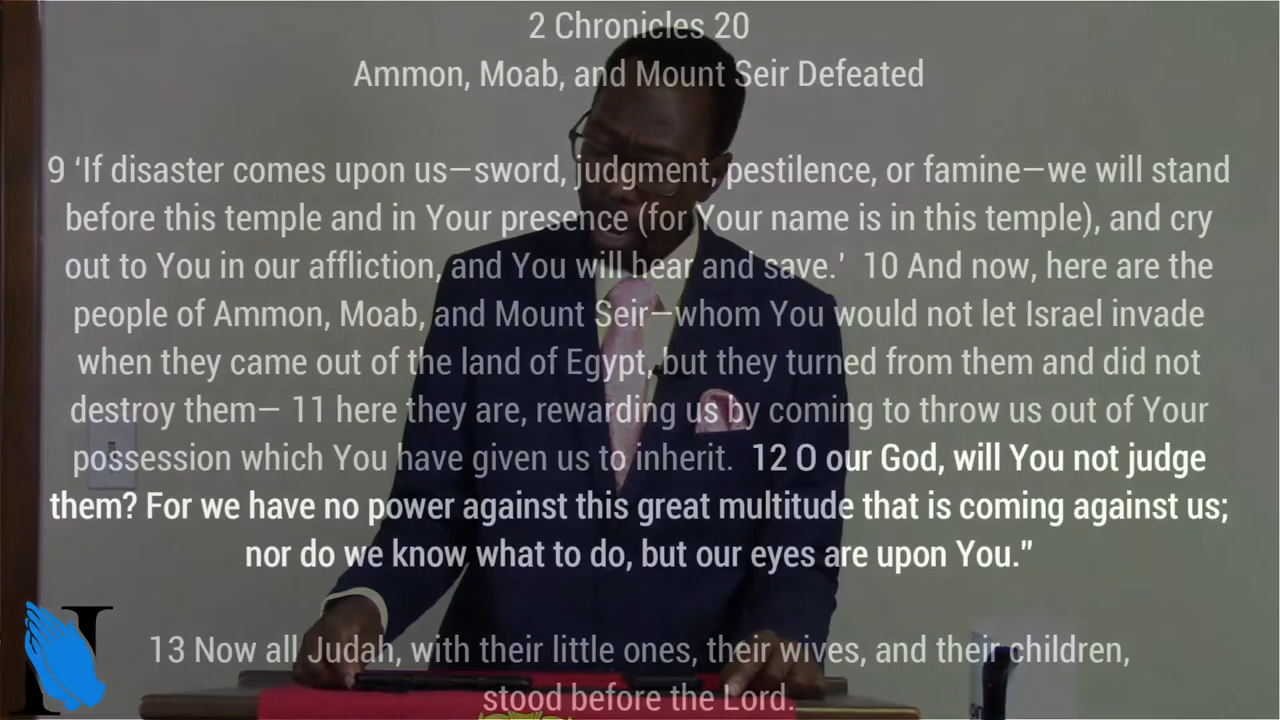 2 Chronicles 20
Ammon, Moab, and Mount Seir Defeated
9 ‘If disaster comes upon us—sword, judgment, pestilence, or famine—we will stand
before this temple and in Your presence (for Your name is in this temple), and cry
out to You in our affliction, and You will hear and save.’ 10 And now, here are the
people of Ammon, Moab, and Mount Seir—whom You would not let Israel invade
when they came out of the land of Egypt, but they turned from them and did not
destroy them— 11 here they are, rewarding us by coming to throw us out of Your
possession which You have given us to inherit. 12 O our God, will You not judge
them? For we have no power against this great multitude that is coming against us;
nor do we know what to do, but our eyes are upon You.”
13 Now all Judah, with their little ones, their wives, and their children,
stood before the Lord.